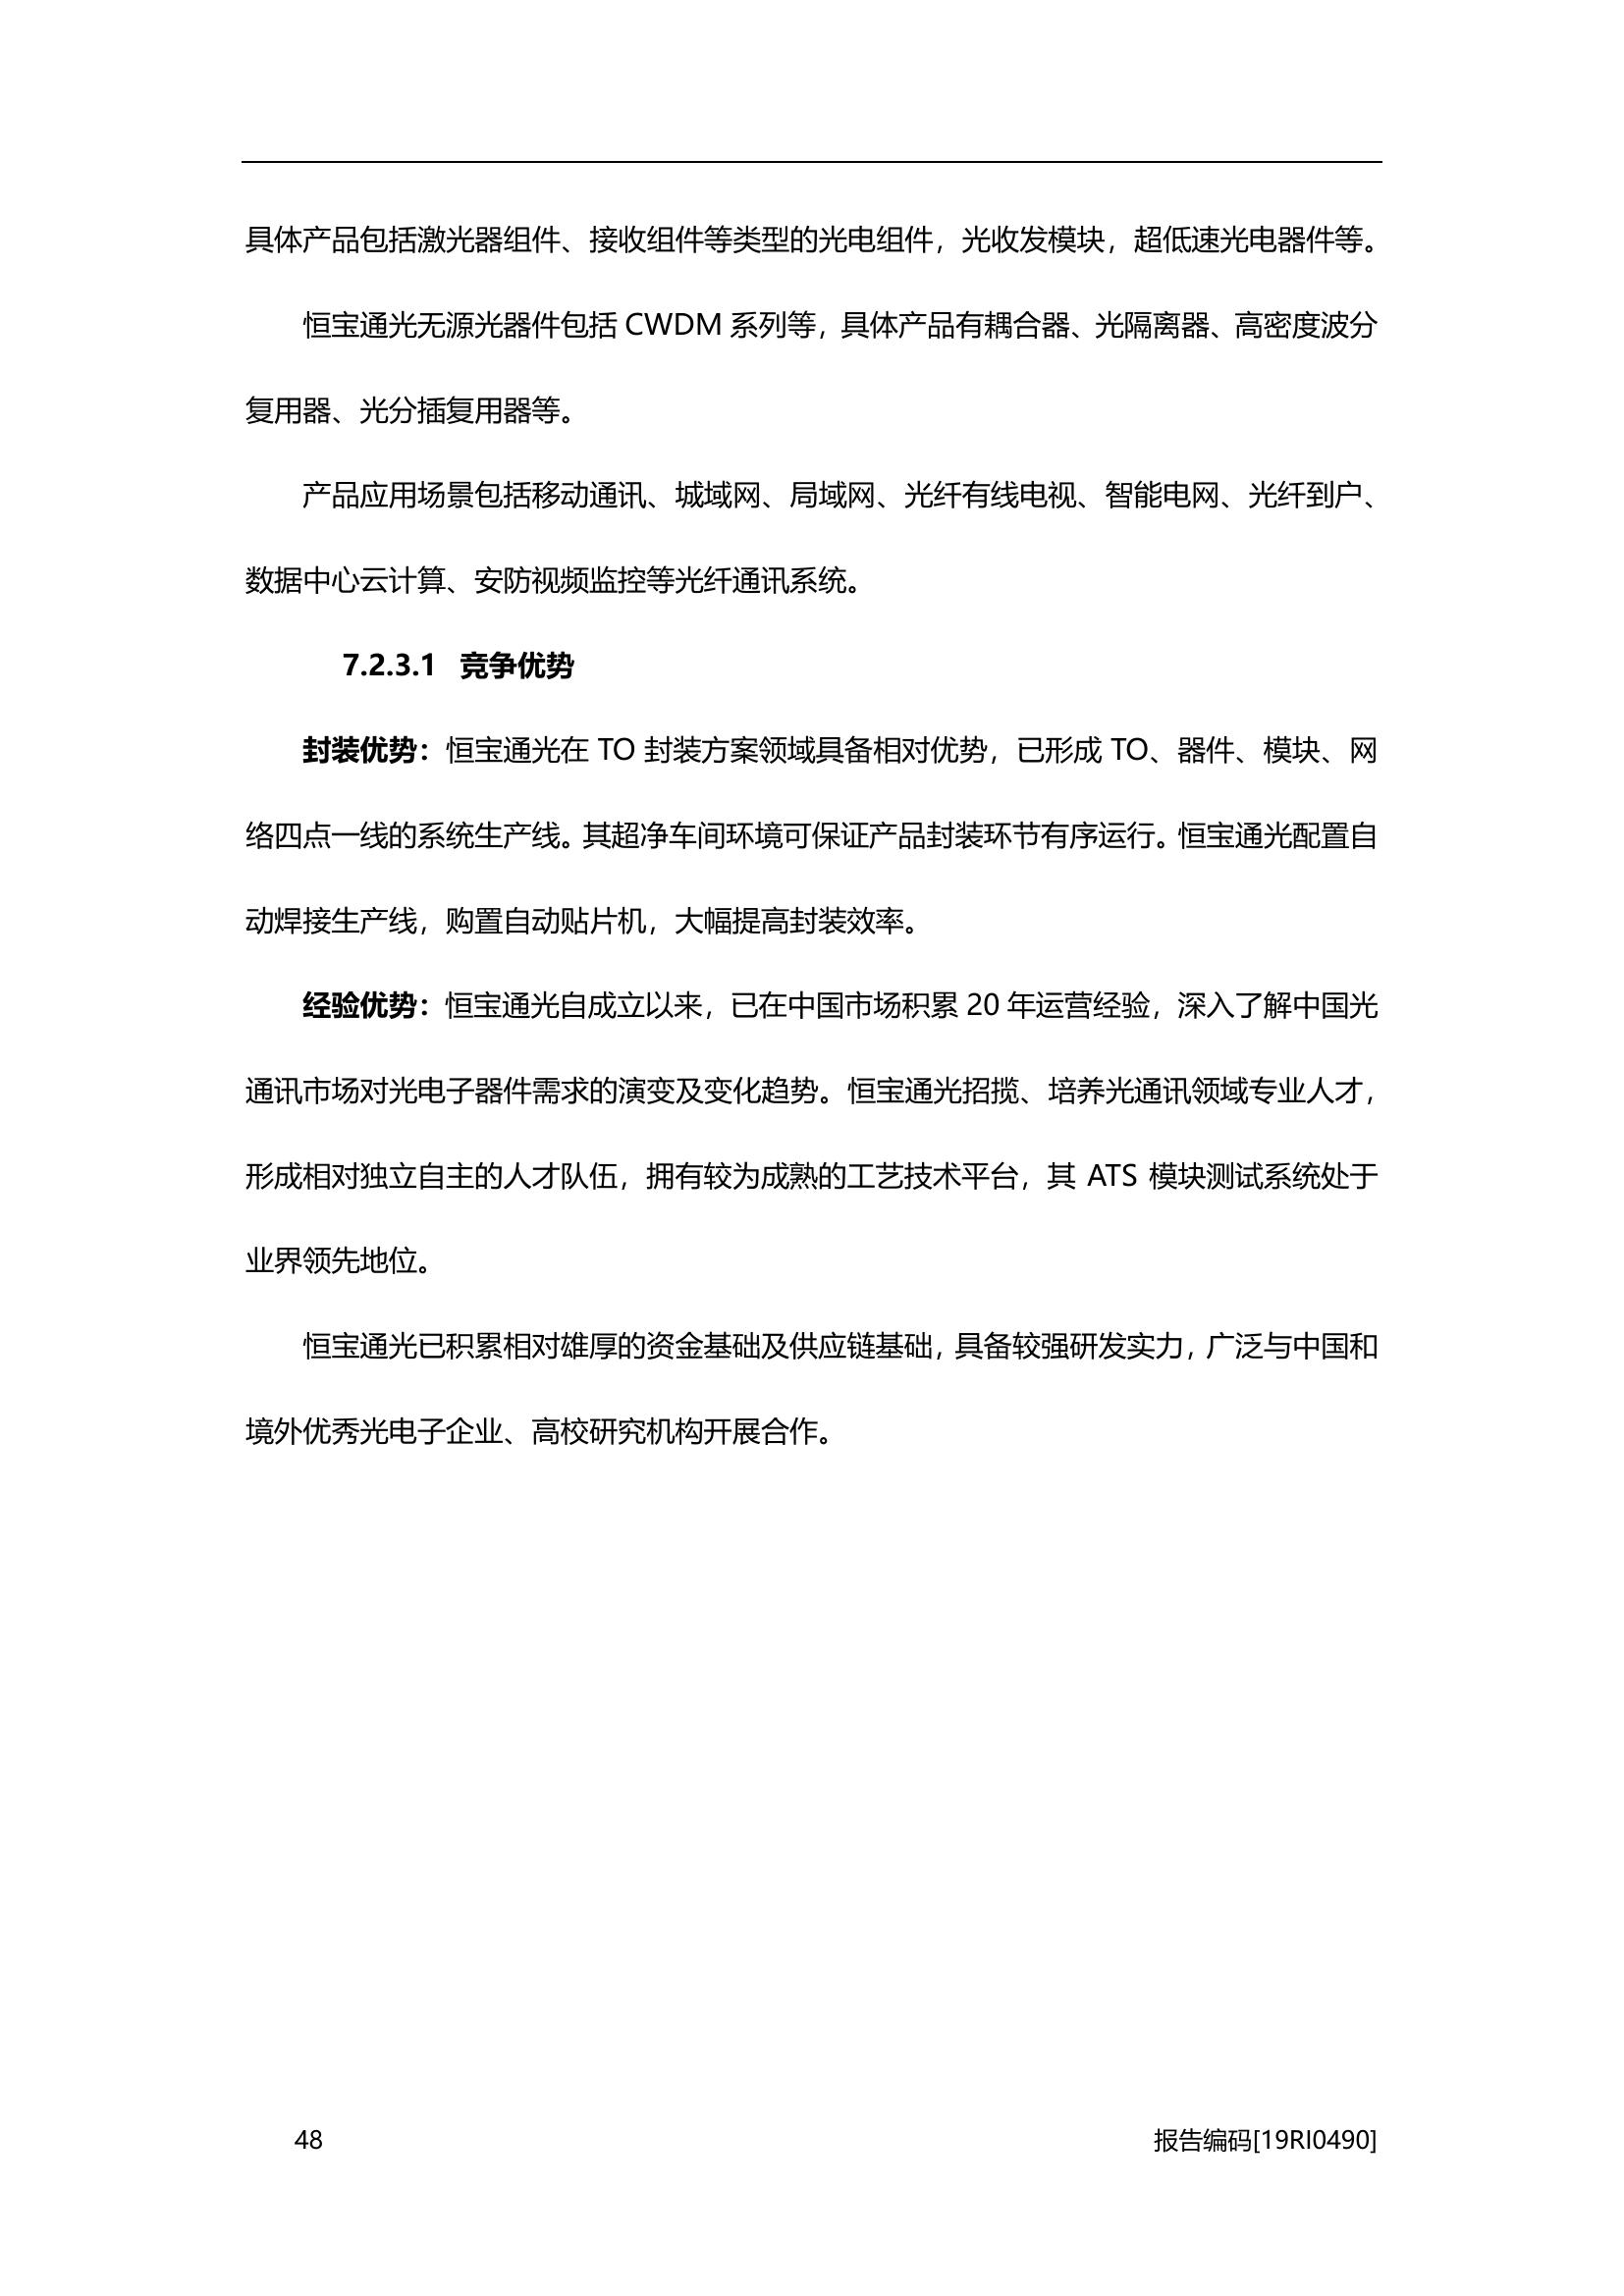 具体产品包括激光器组件、接收组件等类型的光电组件，光收发模块，超低速光电器件等。
恒宝通光无源光器件包括 CWDM 系列等，具体产品有耦合器、光隔离器、高密度波分
复用器、光分插复用器等。
产品应用场景包括移动通讯、城域网、局域网、光纤有线电视、智能电网、光纤到户、
数据中心云计算、安防视频监控等光纤通讯系统。
7.2.3.1 竞争优势
封装优势：恒宝通光在 TO 封装方案领域具备相对优势，已形成 TO、器件、模块、网
络四点一线的系统生产线。其超净车间环境可保证产品封装环节有序运行。恒宝通光配置自
动焊接生产线，购置自动贴片机，大幅提高封装效率。
经验优势：恒宝通光自成立以来，已在中国市场积累 20 年运营经验，深入了解中国光
通讯市场对光电子器件需求的演变及变化趋势。恒宝通光招揽、培养光通讯领域专业人才，
形成相对独立自主的人才队伍，拥有较为成熟的工艺技术平台，其 ATS 模块测试系统处于
业界领先地位。
恒宝通光已积累相对雄厚的资金基础及供应链基础，具备较强研发实力，广泛与中国和
境外优秀光电子企业、高校研究机构开展合作。
48 报告编码[19RI0490]